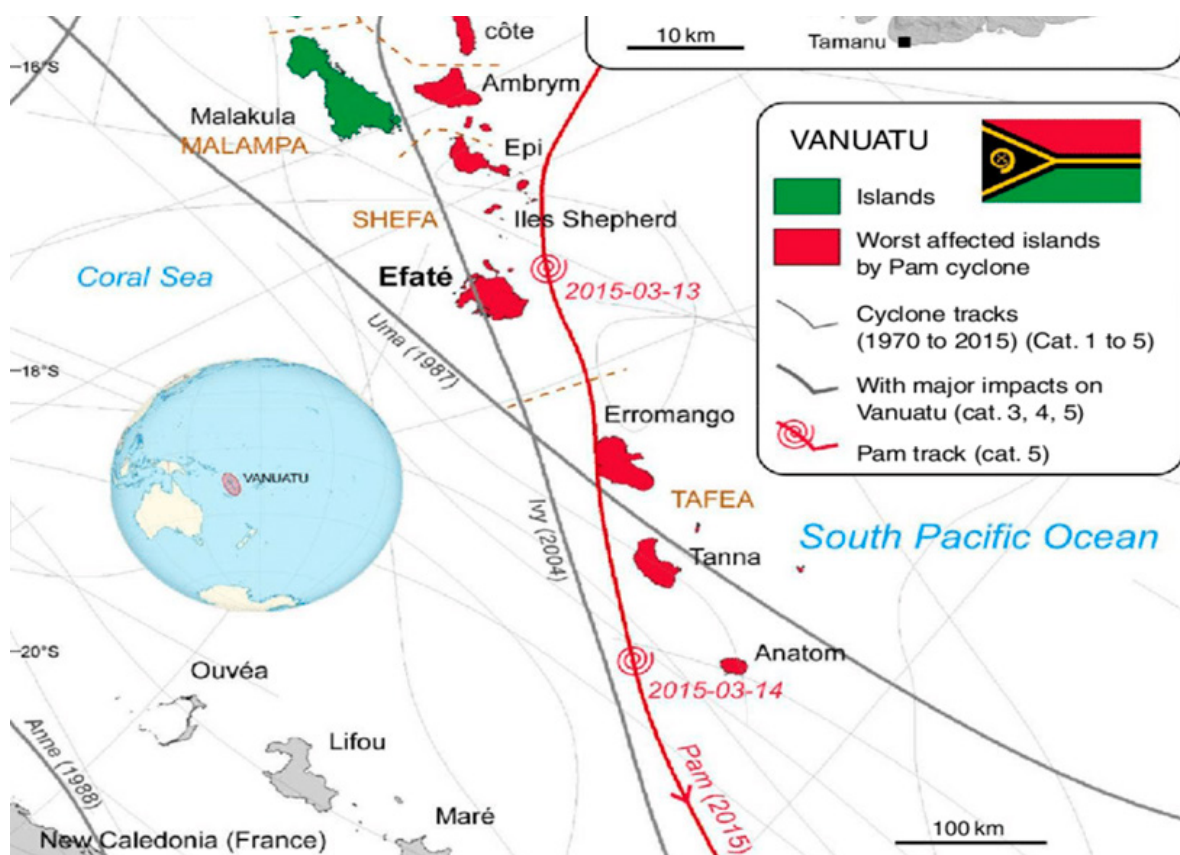 côte
10 km
Tamanu
16°S
Ambrym
Malakula
MALAMPA
Epi
SHEFA
Iles Shepherd
Coral Sea
Efaté
2015-03-13
Uma (1987)
18°S
Erromango
VANUATU
Ivy (2004)
TAFEA
South Pacific Ocean
Tanna
20°S
Ouvéa
Anatom
2015-03-14
Lifou
Anne (1988)
Pam (2015)
Maré
New Caledonia (France)
100 km
VANUATU
Islands
Worst affected islands
by Pam cyclone
Cyclone tracks
(1970 to 2015) (Cat. 1 to 5)
With major impacts on
Vanuatu (cat. 3, 4, 5)
Pam track (cat. 5)